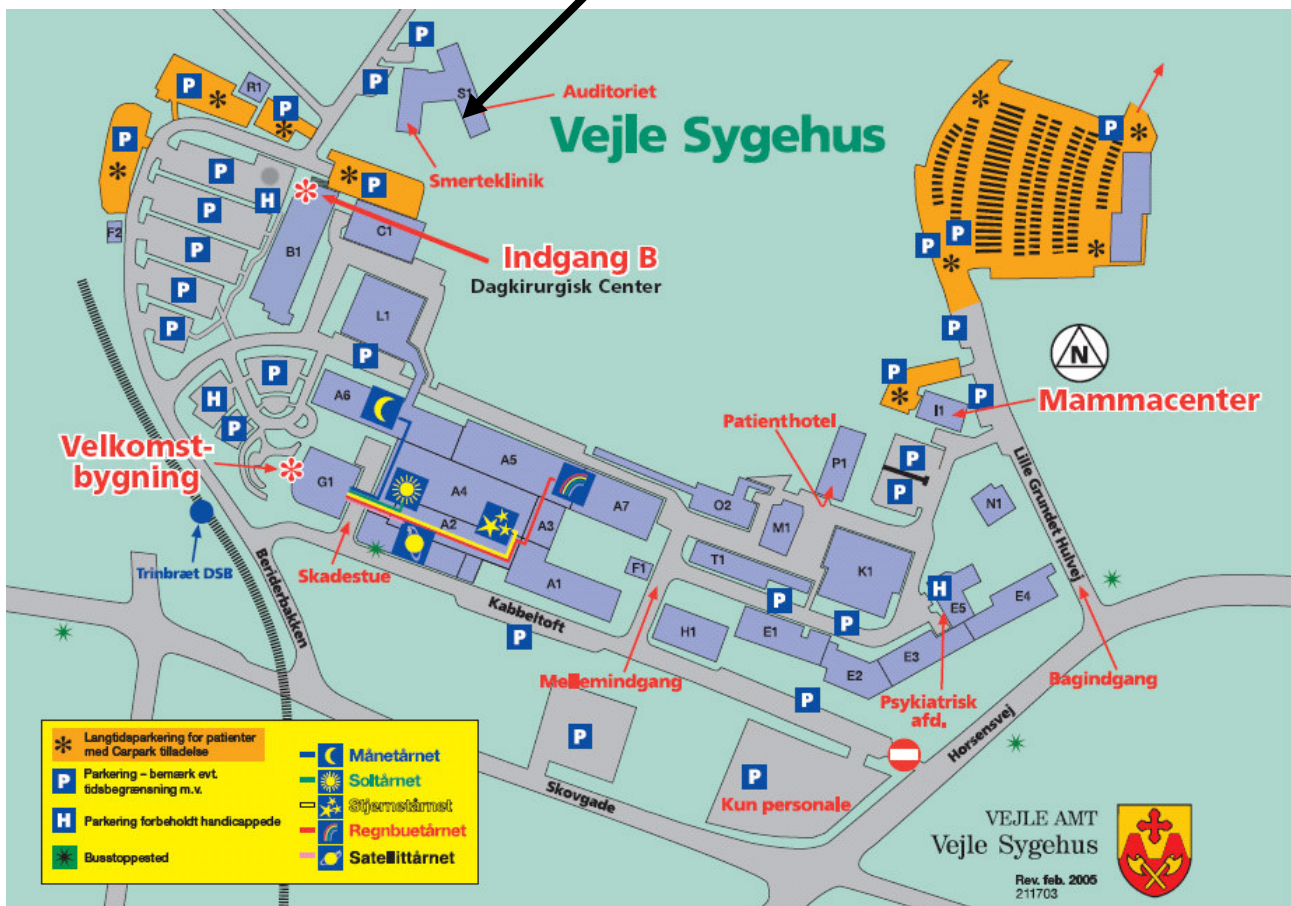 P
P
R1
P
S1
Auditoriet
Vejle Sygehus
P
P
P
P
Smerteklinik
P
H
P
F2
C1
P
B1
Indgang B
Dagkirurgisk Center
P
P
P
P
L1
P
P
P
P
N
P
P
I1
Mammacenter
H
A6
P
Patienthotel
Velkomst-
bygning
G1
A5
A4
A2
A3
A7
O2
P1
P
P
M1
N1
Trinbræt DSB
Skadestue
A1
F1
T1
K1
Lille Grundet Hulvej
Beriderbakken
Kabbeltoft
P
P
P
H
E5
E4
H1
E1
E2
E3
Mellemindgang
Psykiatrisk
afd.
Bagindgang
P
P
P
Kun personale
Horsensvej
Skovgade
Langtidsparkering for patienter
med Carpark tilladelse
P
Parkering – bemærk evt.
tidsbegrænsning m.v.
H
Parkering forbeholdt handicappede
Busstoppested
Månetårnet
Soltårnet
Stjernetårnet
Regnbuetårnet
Satellittårnet
VEJLE AMT
Vejle Sygehus
Rev. feb. 2005
211703